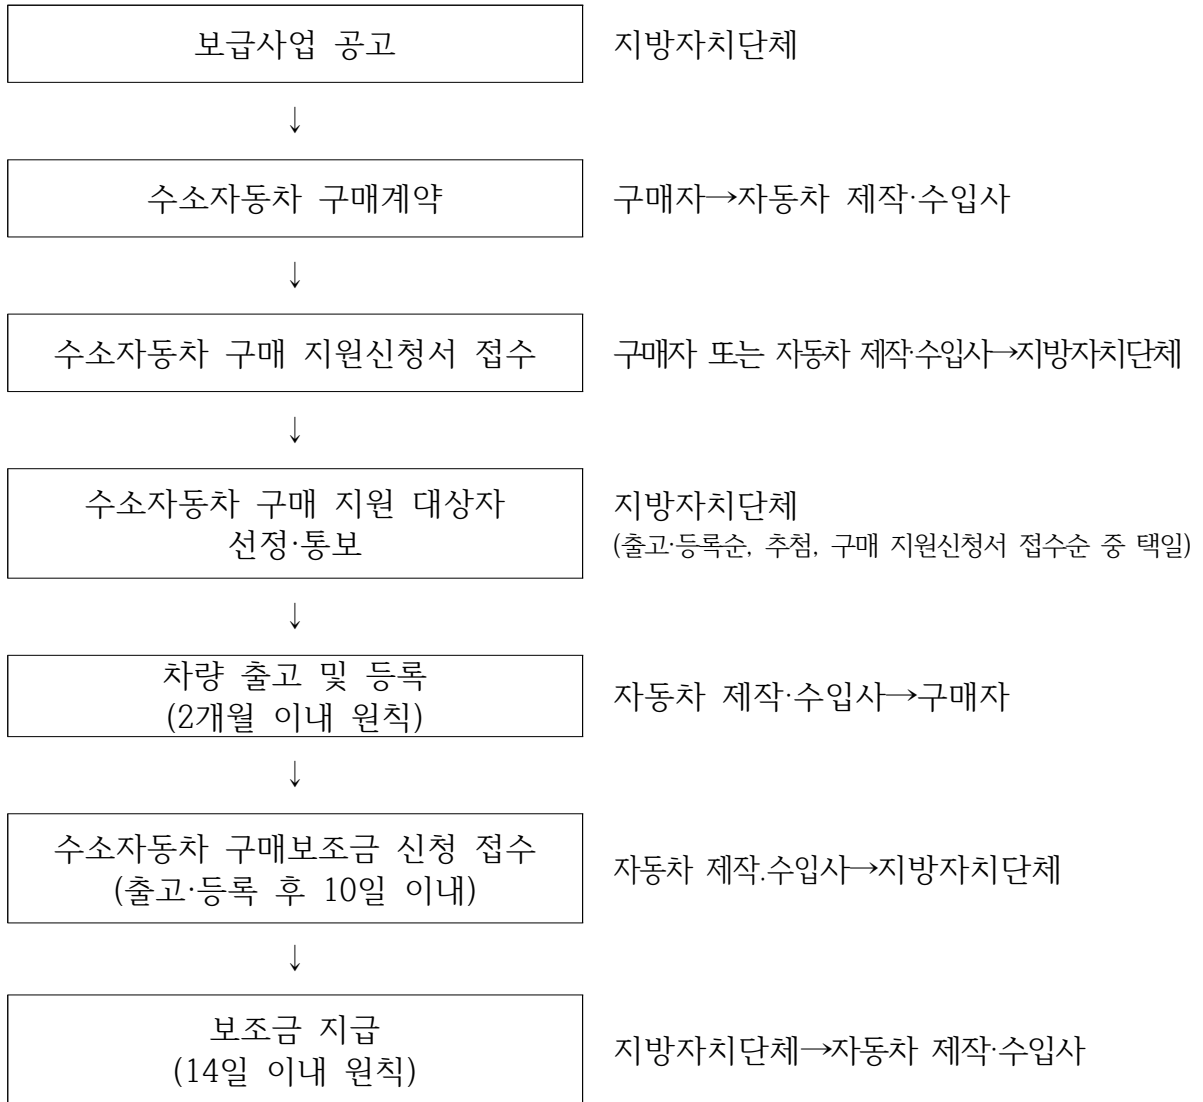 보급사업 공고
지방자치단체
↓
수소자동차 구매계약
구매자→자동차 제작·수입사
↓
수소자동차 구매 지원신청서 접수
구매자 또는 자동차 제작·수입사→지방자치단체
↓
수소자동차 구매 지원 대상자
선정·통보
지방자치단체
(출고·등록순, 추첨, 구매 지원신청서 접수순 중 택일)
↓
차량 출고 및 등록
(2개월 이내 원칙)
자동차 제작·수입사→구매자
↓
수소자동차 구매보조금 신청 접수
(출고·등록 후 10일 이내)
자동차 제작.수입사→지방자치단체
↓
보조금 지급
(14일 이내 원칙)
지방자치단체→자동차 제작·수입사